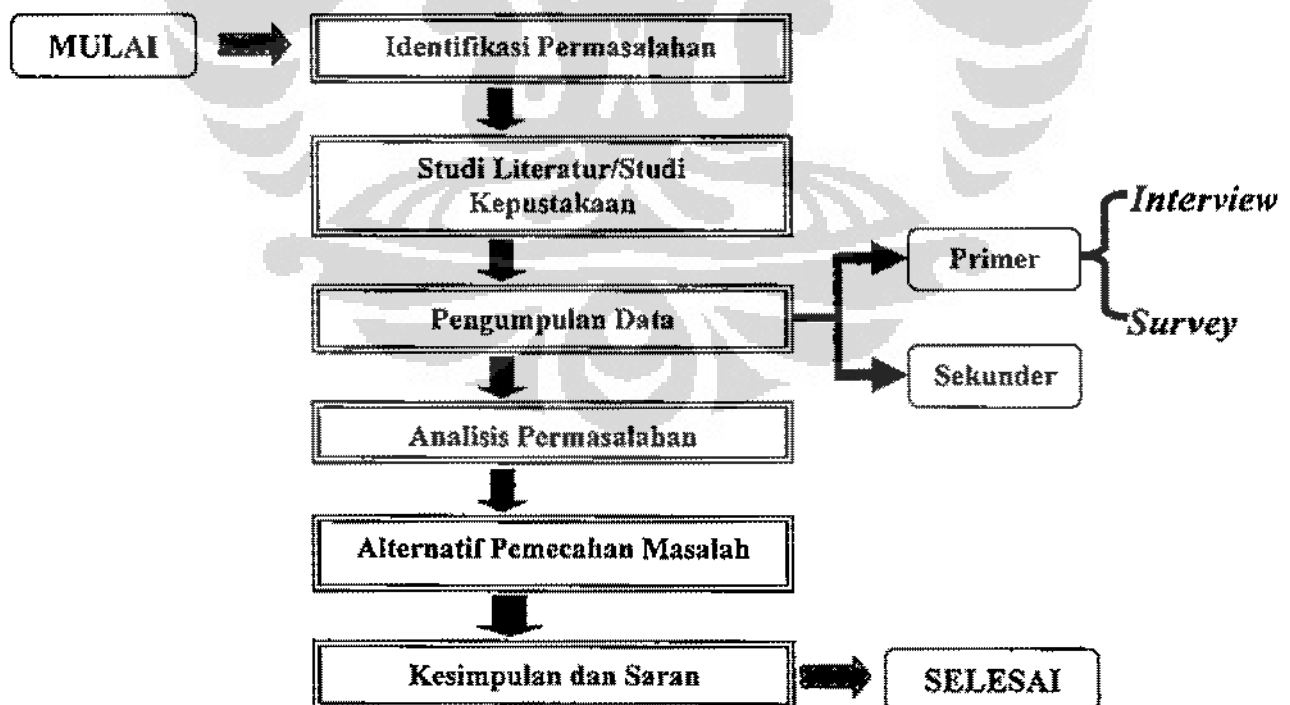 MULAI
Identifikasi Permasalahan
Studi Literatur/Studi
Kepustakaan
Interview
Primer
Pengumpulan Data
Survey
Sekunder
Analisis Permasalahan
Alternatif Pemecahan Masalah
Kesimpulan dan Saran
SELESAI